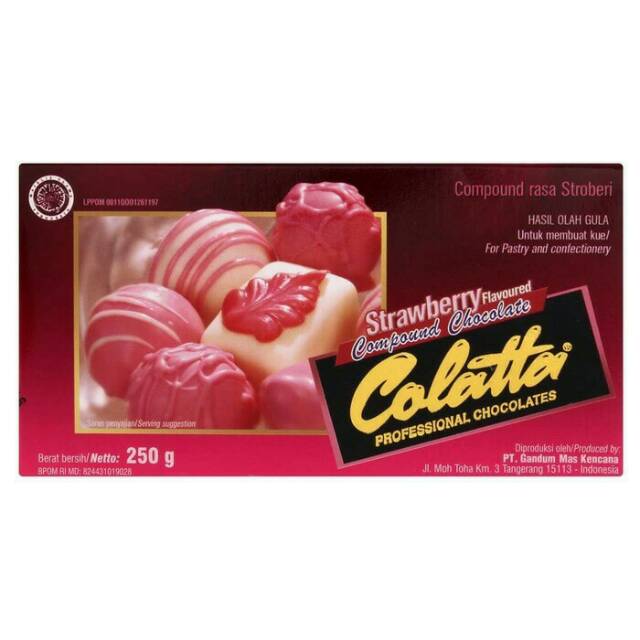 LPPOM 00110001261197
Compound rasa Stroberi
HASIL OLAH GULA
Untuk membuat kue/
For Pastry and confectionery
Strawberry Flavoured
Compound Chocolate
Colatta
PROFESSIONAL CHOCOLATES
Saran penyajian/Serving suggestion
Berat bersih/Netto: 250 g
BPOM RI MD: 824431019028
Diproduksi oleh/Produced by:
PT. Gandum Mas Kencana
Jl. Moh Toha Km. 3 Tangerang 15113 - Indonesia